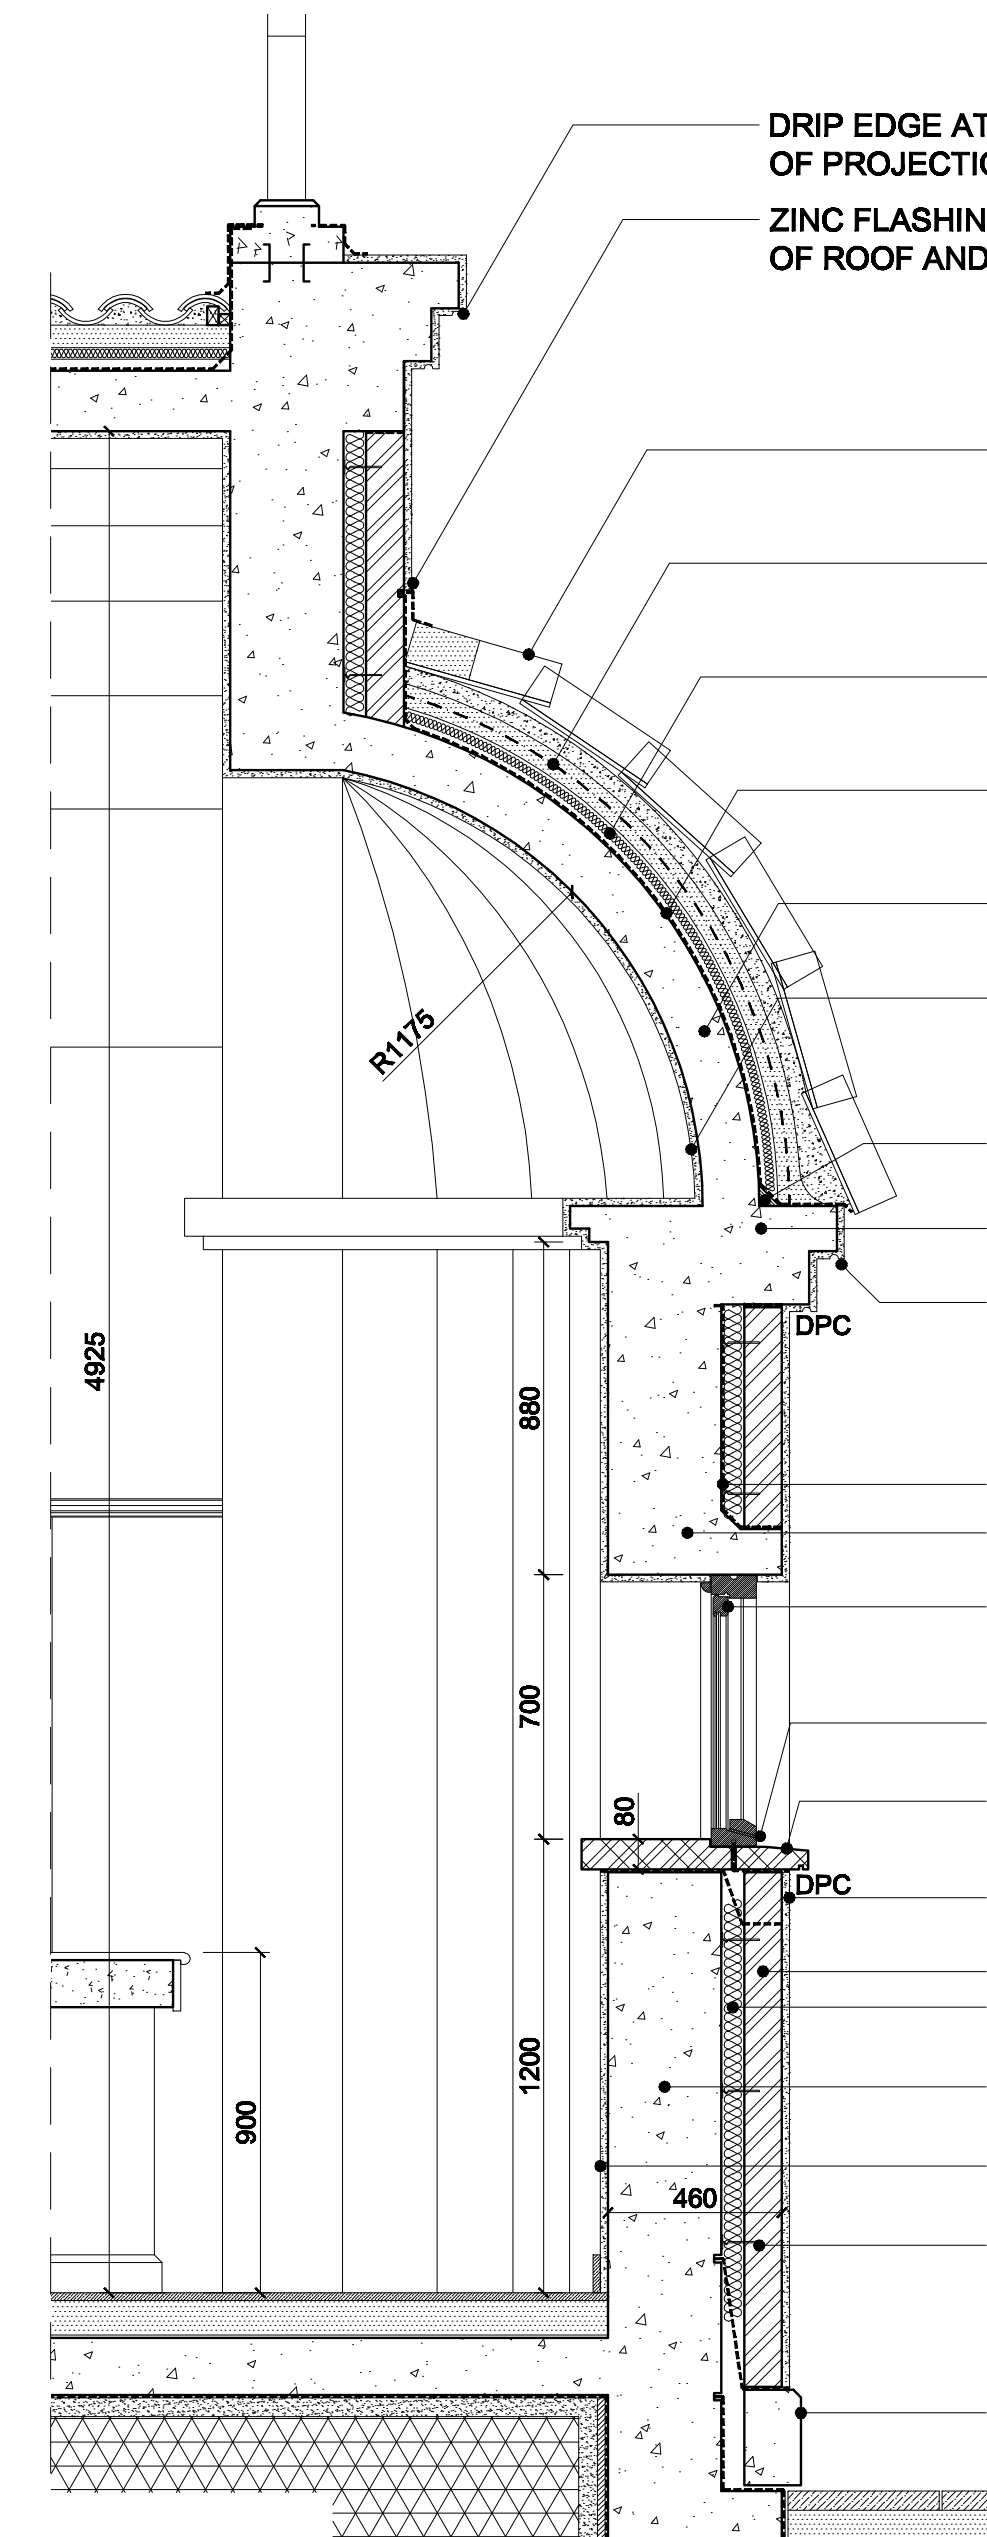 DRIP EDGE AT
OF PROJECTIO
ZINC FLASHIN
OF ROOF AND
R1175
DPC
4925
880
700
80
DPC
1200
900
460